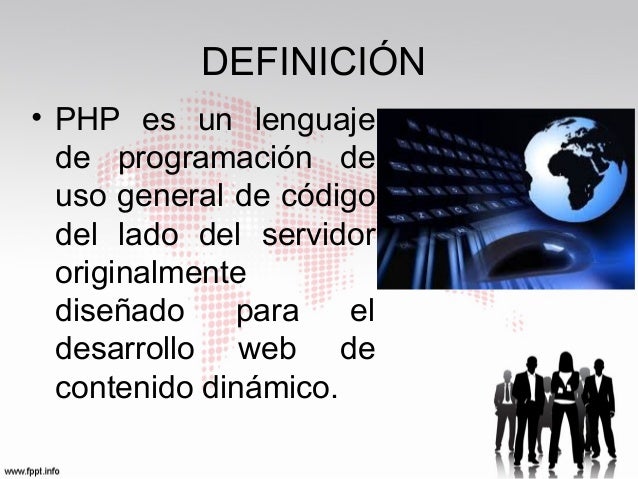 DEFINICIÓN
• PHP es un lenguaje
de programación de
uso general de código
del lado del servidor
originalmente
diseñado para el
desarrollo web de
contenido dinámico.
www.fppt.info